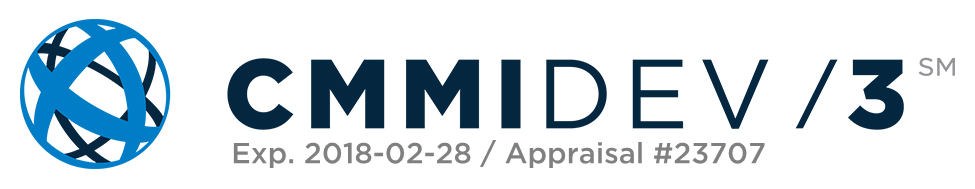 CMMIDEV /3 SM
Exp. 2018-02-28 / Appraisal #23707